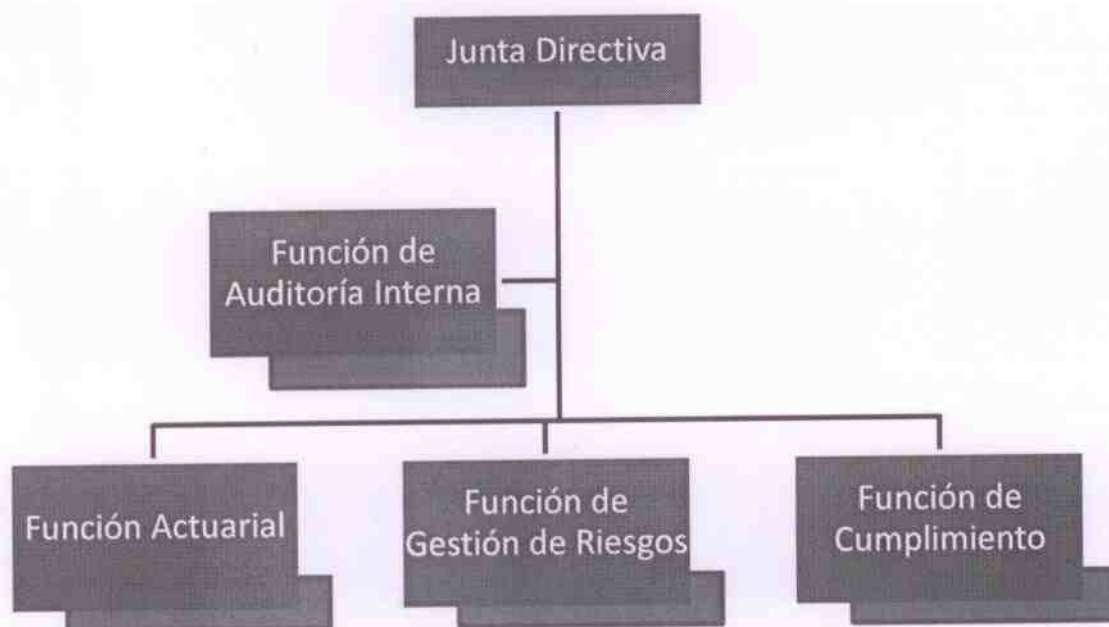 Junta Directiva
Función de
Auditoría Interna
Función Actuarial
Función de
Gestión de Riesgos
Función de
Cumplimiento